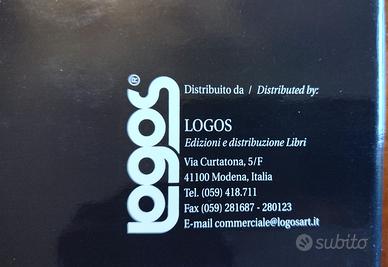 logos®
Distribuito da / Distributed by:
LOGOS
Edizioni e distribuzione Libri
Via Curtatona, 5/F
41100 Modena, Italia
Tel. (059) 418.711
Fax (059) 281687 - 280123
E-mail commerciale@logosart.it
subito